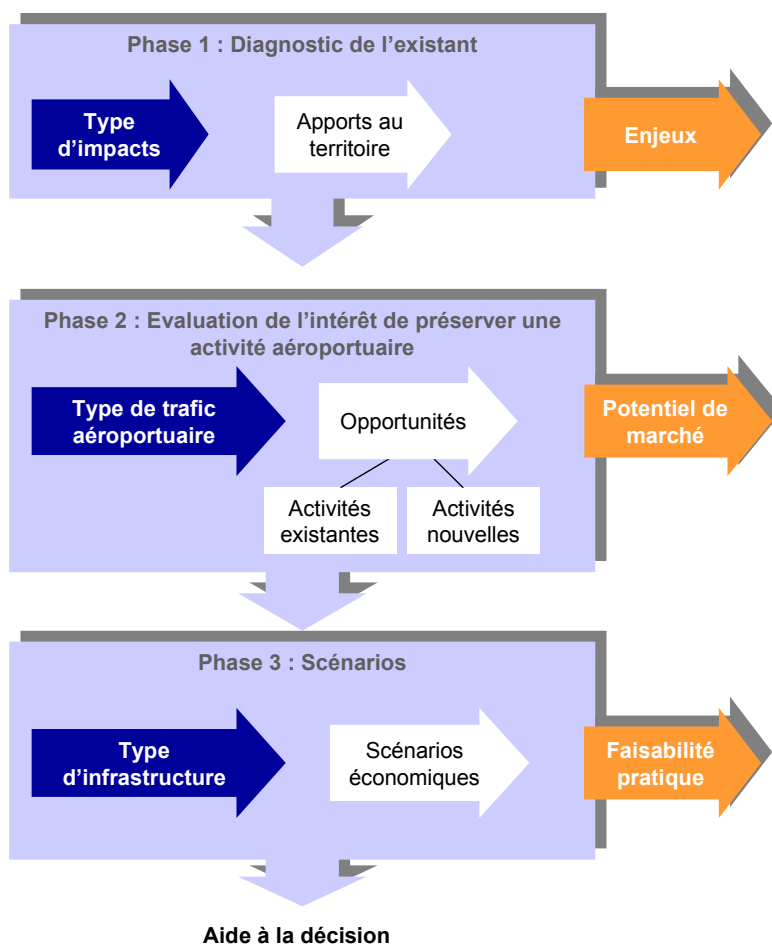 Phase 1 : Diagnostic de l’existant
Type
d’impacts
Apports au
territoire
Enjeux
Phase 2 : Evaluation de l’intérêt de préserver une
activité aéroportuaire
Type de trafic
aéroportuaire
Opportunités
Potentiel de
marché
Activités
existantes
Activités
nouvelles
Phase 3 : Scénarios
Type
d’infrastructure
Scénarios
économiques
Faisabilité
pratique
Aide à la décision